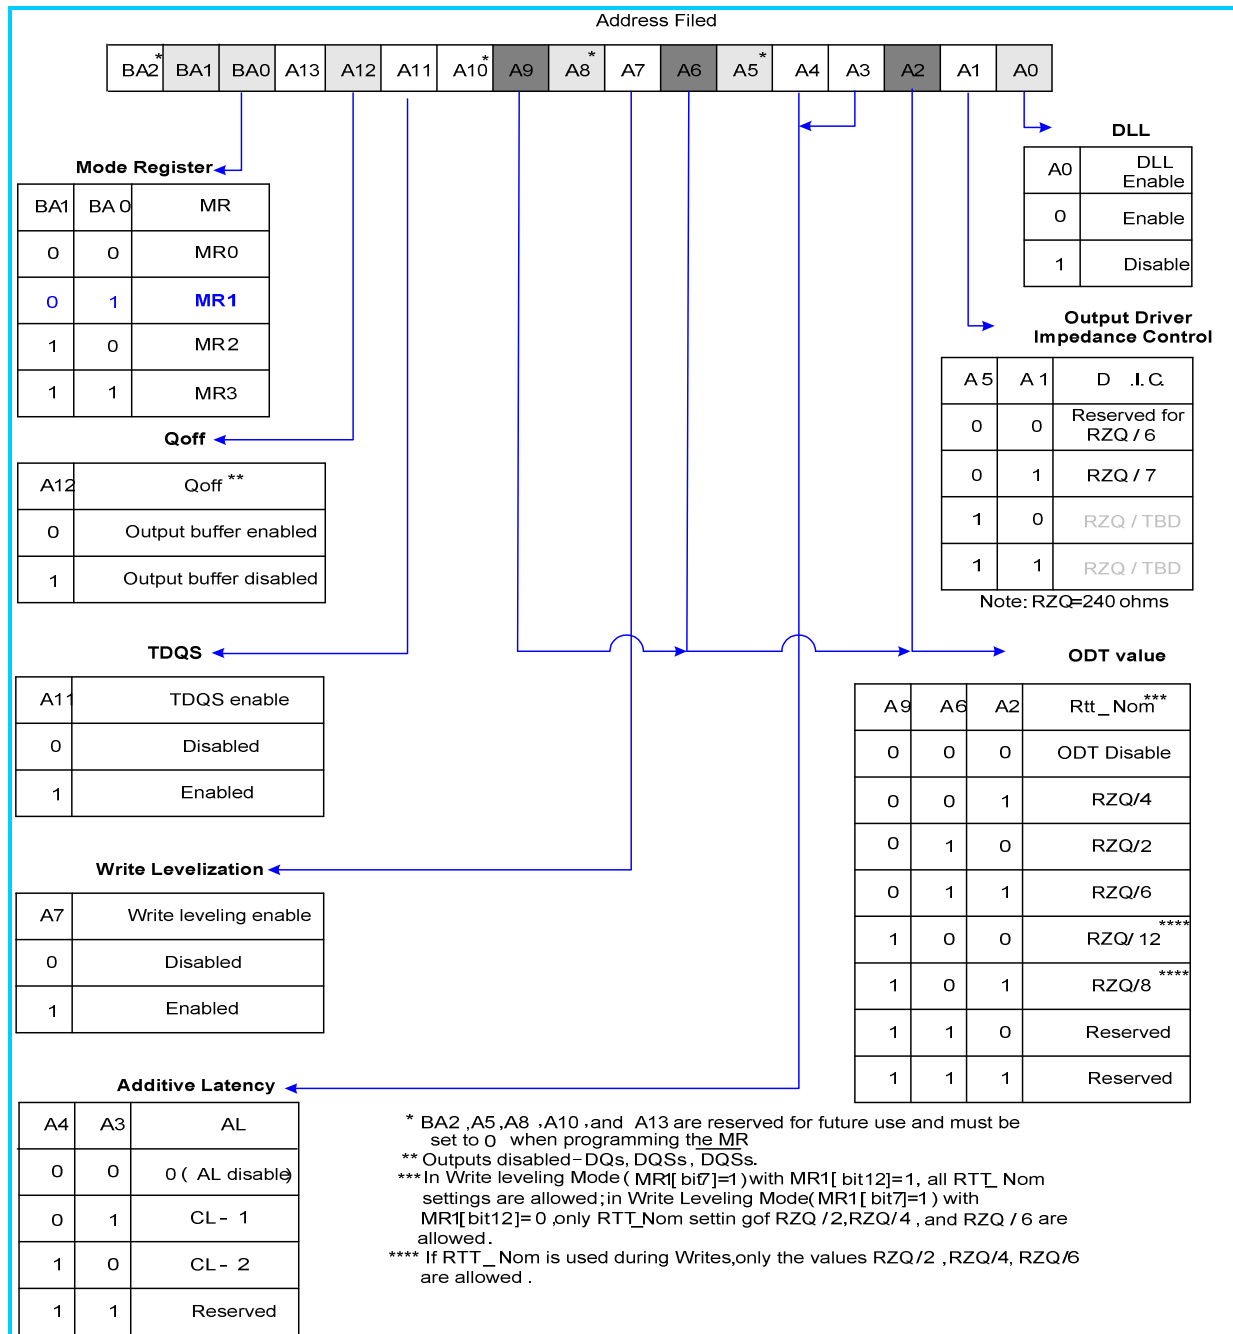 Address Filed
BA2* BA1 BA0 A13 A12 A11 A10* A9 A8* A7 A6 A5* A4 A3 A2 A1 A0
Mode Register
BA1 BA 0 MR
0 0 MR0
0 1 MR1
1 0 MR2
1 1 MR3
Qoff
A12 Qoff **
0 Output buffer enabled
1 Output buffer disabled
TDQS
A11 TDQS enable
0 Disabled
1 Enabled
Write Levelization
A7 Write leveling enable
0 Disabled
1 Enabled
Additive Latency
A4 A3 AL
0 0 0 ( AL disable)
0 1 CL- 1
1 0 CL- 2
1 1 Reserved
DLL
A0 DLL
Enable
0 Enable
1 Disable
Output Driver
Impedance Control
A 5 A 1 D .I.C.
0 0 Reserved for
RZQ / 6
0 1 RZQ / 7
1 0 RZQ / TBD
1 1 RZQ / TBD
Note: RZQ=240 ohms
ODT value
A9 A6 A2 Rtt_Nom***
0 0 0 ODT Disable
0 0 1 RZQ/4
0 1 0 RZQ/2
0 1 1 RZQ/6
1 0 0 RZQ/ 12****
1 0 1 RZQ/8 ****
1 1 0 Reserved
1 1 1 Reserved
* BA2 ,A5,A8 ,A10 ,and A13 are reserved for future use and must be
set to 0 when programming the MR
** Outputs disabled-DQs, DQSs, DQSs.
***In Write leveling Mode( MR1[ bit7]=1)with MR1[ bit12]=1, all RTT_Nom
settings are allowed;in Write Leveling Mode(MR1[ bit7]=1) with
MR1[bit12]= 0 ,only RTT_Nom settin gof RZQ /2,RZQ/4 , and RZQ / 6 are
allowed.
**** If RTT_Nom is used during Writes,only the values RZQ/2 ,RZQ/4, RZQ/6
are allowed .